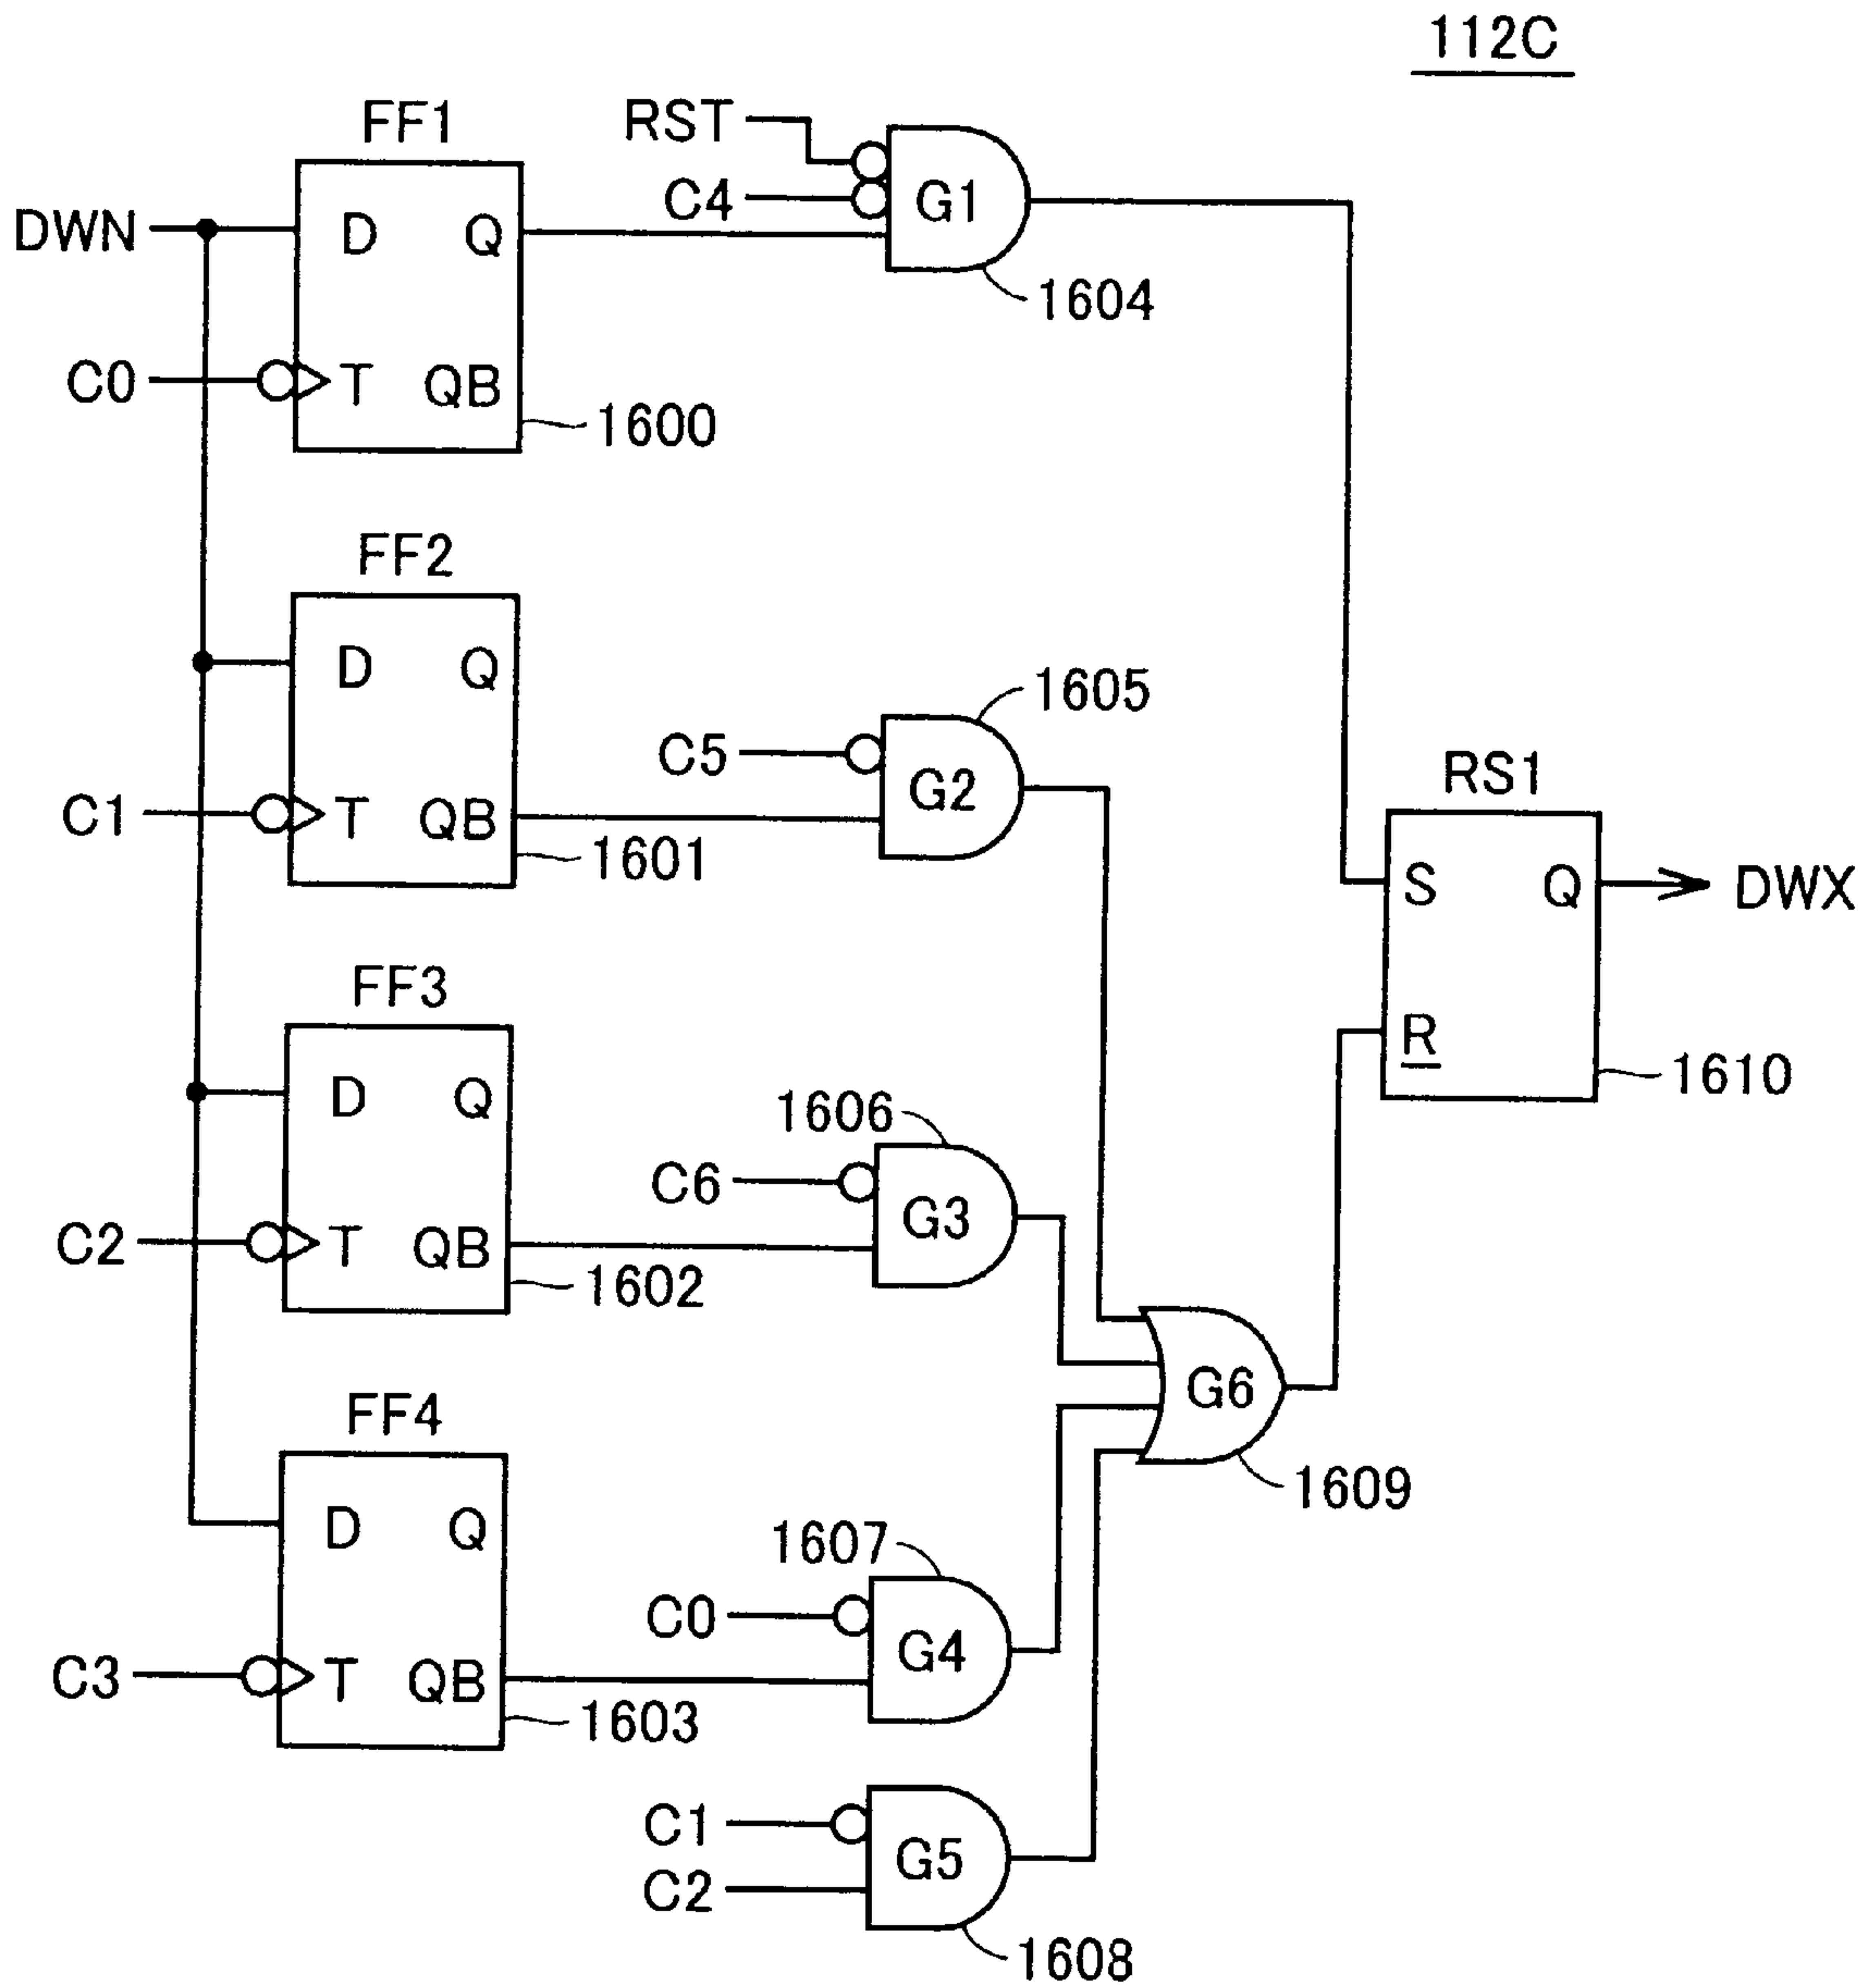 112C
FF1
RST
C4
G1
DWN
D
Q
1604
C0
T
QB
1600
FF2
D
Q
1605
C5
G2
C1
T
QB
1601
RS1
S
Q
DWX
FF3
D
Q
R
1610
1606
C6
G3
C2
T
QB
1602
G6
FF4
1609
D
Q
1607
C0
G4
C3
T
QB
1603
C1
G5
C2
1608